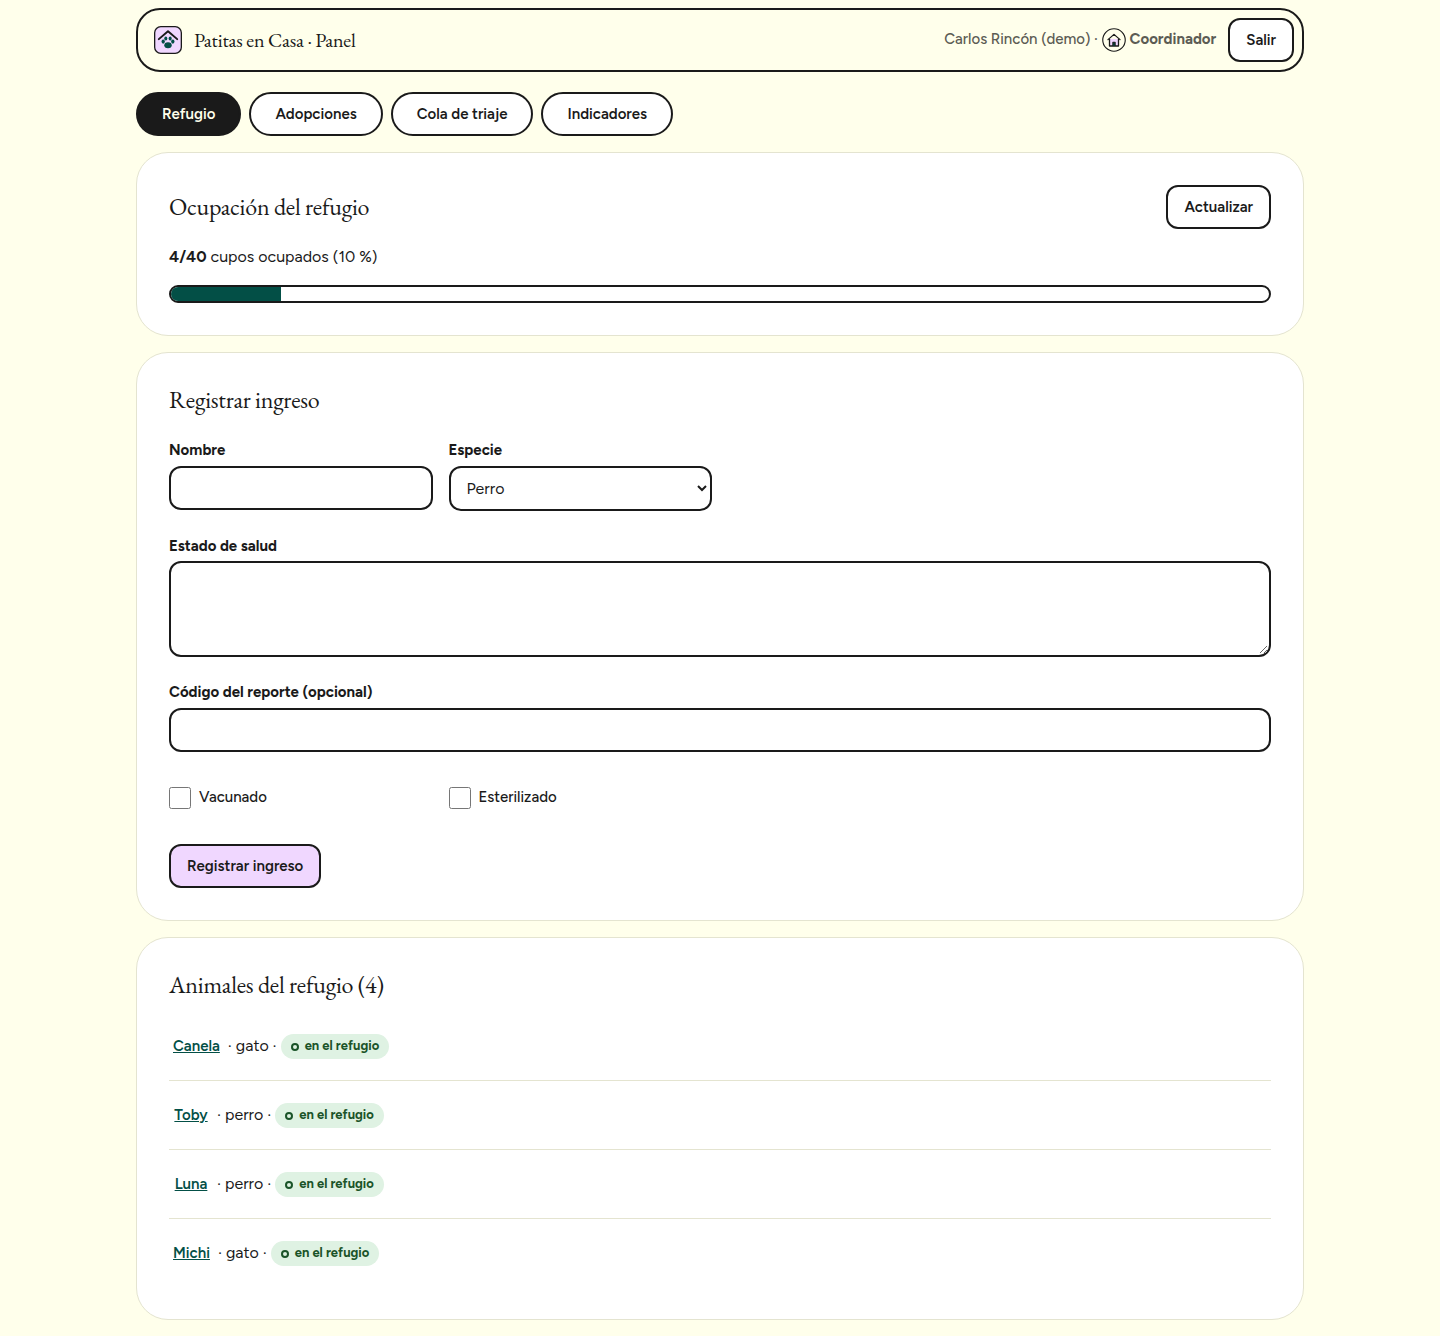 Patitas en Casa · Panel
Carlos Rincón (demo) · Coordinador
Salir
Refugio
Adopciones
Cola de triaje
Indicadores
Ocupación del refugio
Actualizar
4/40 cupos ocupados (10 %)
Registrar ingreso
Nombre
Especie
Perro
Estado de salud
Código del reporte (opcional)
Vacunado
Esterilizado
Registrar ingreso
Animales del refugio (4)
Canela · gato · en el refugio
Toby · perro · en el refugio
Luna · perro · en el refugio
Michi · gato · en el refugio